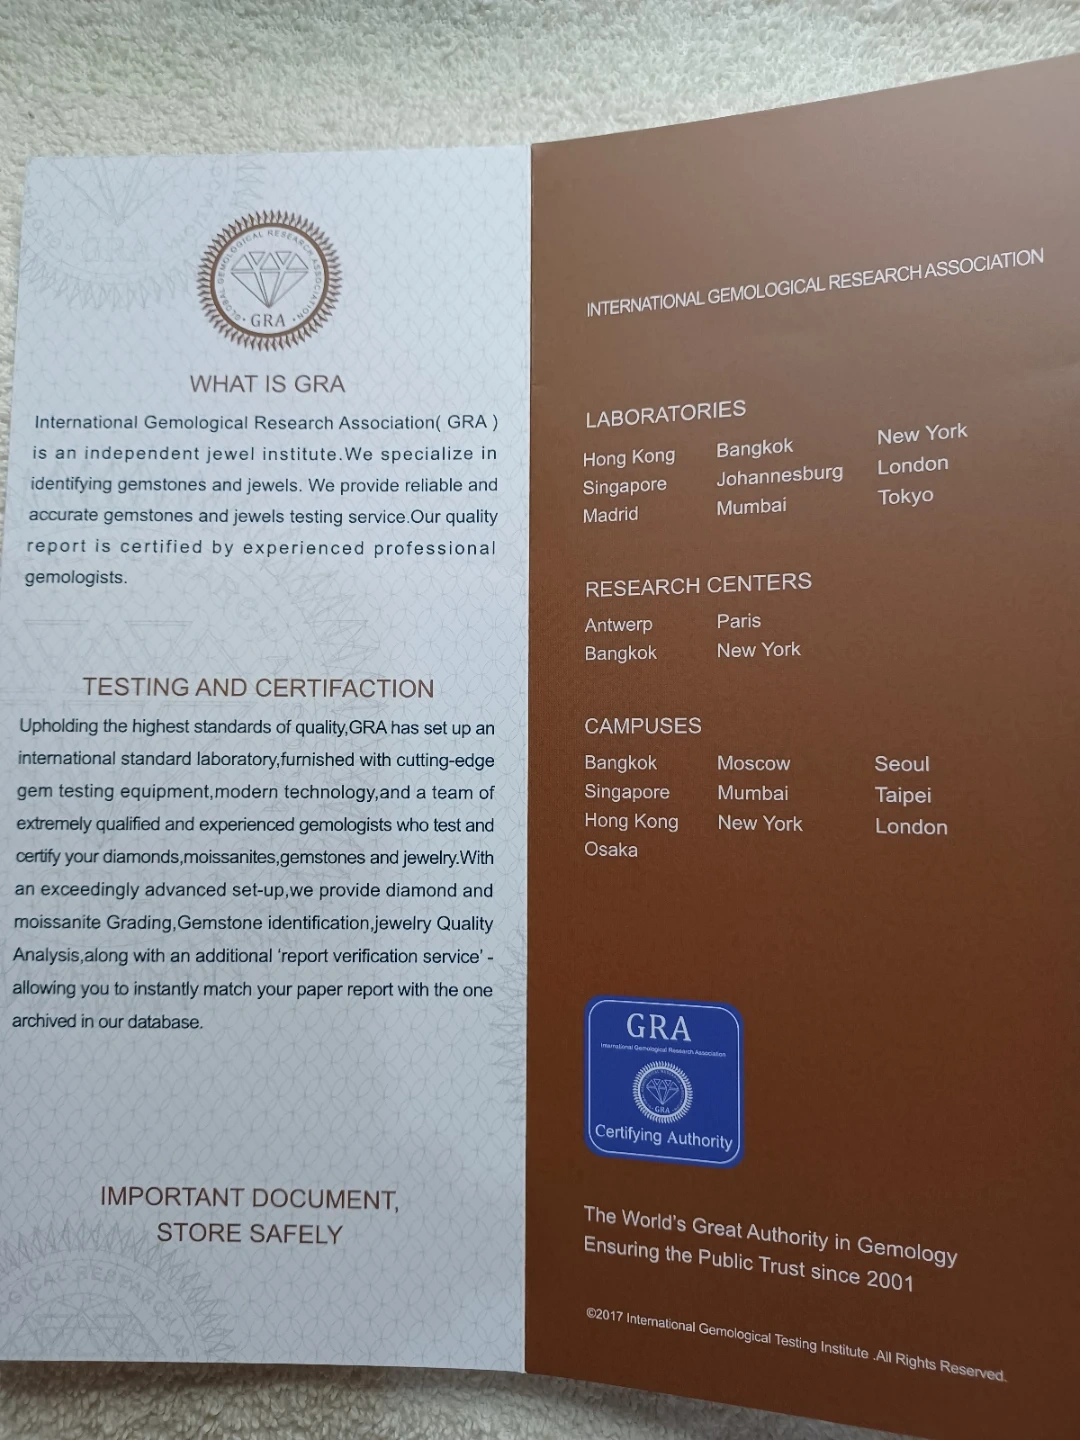 GLOBAL GEMOLOGICAL RESEARCH ASSOCIATION
· GRA ·
WHAT IS GRA
International Gemological Research Association( GRA )
is an independent jewel institute.We specialize in
identifying gemstones and jewels. We provide reliable and
accurate gemstones and jewels testing service.Our quality
report is certified by experienced professional
gemologists.
TESTING AND CERTIFACTION
Upholding the highest standards of quality,GRA has set up an
international standard laboratory,furnished with cutting-edge
gem testing equipment,modern technology,and a team of
extremely qualified and experienced gemologists who test and
certify your diamonds,moissanites,gemstones and jewelry.With
an exceedingly advanced set-up,we provide diamond and
moissanite Grading,Gemstone identification,jewelry Quality
Analysis,along with an additional ‘report verification service’ -
allowing you to instantly match your paper report with the one
archived in our database.
IMPORTANT DOCUMENT,
STORE SAFELY
INTERNATIONAL GEMOLOGICAL RESEARCH ASSOCIATION
LABORATORIES
Hong Kong Bangkok New York
Singapore Johannesburg London
Madrid Mumbai Tokyo
RESEARCH CENTERS
Antwerp Paris
Bangkok New York
CAMPUSES
Bangkok Moscow Seoul
Singapore Mumbai Taipei
Hong Kong New York London
Osaka
GRA
International Gemological Research Association
GRA
Certifying Authority
The World’s Great Authority in Gemology
Ensuring the Public Trust since 2001
©2017 International Gemological Testing Institute .All Rights Reserved.